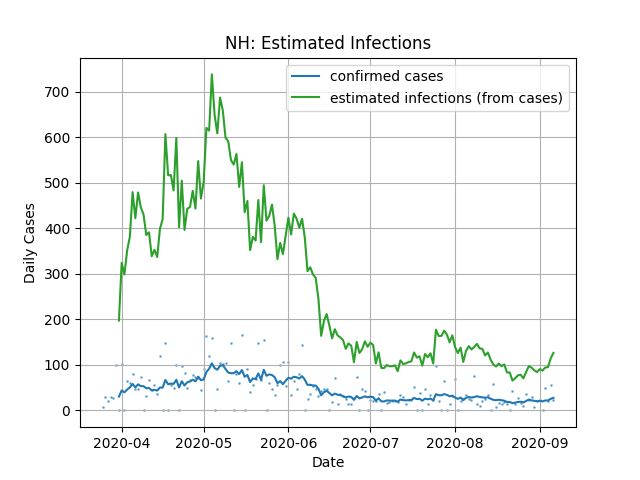 NH: Estimated Infections
confirmed cases
estimated infections (from cases)
Daily Cases
700
600
500
400
300
200
100
0
2020-04 2020-05 2020-06 2020-07 2020-08 2020-09
Date